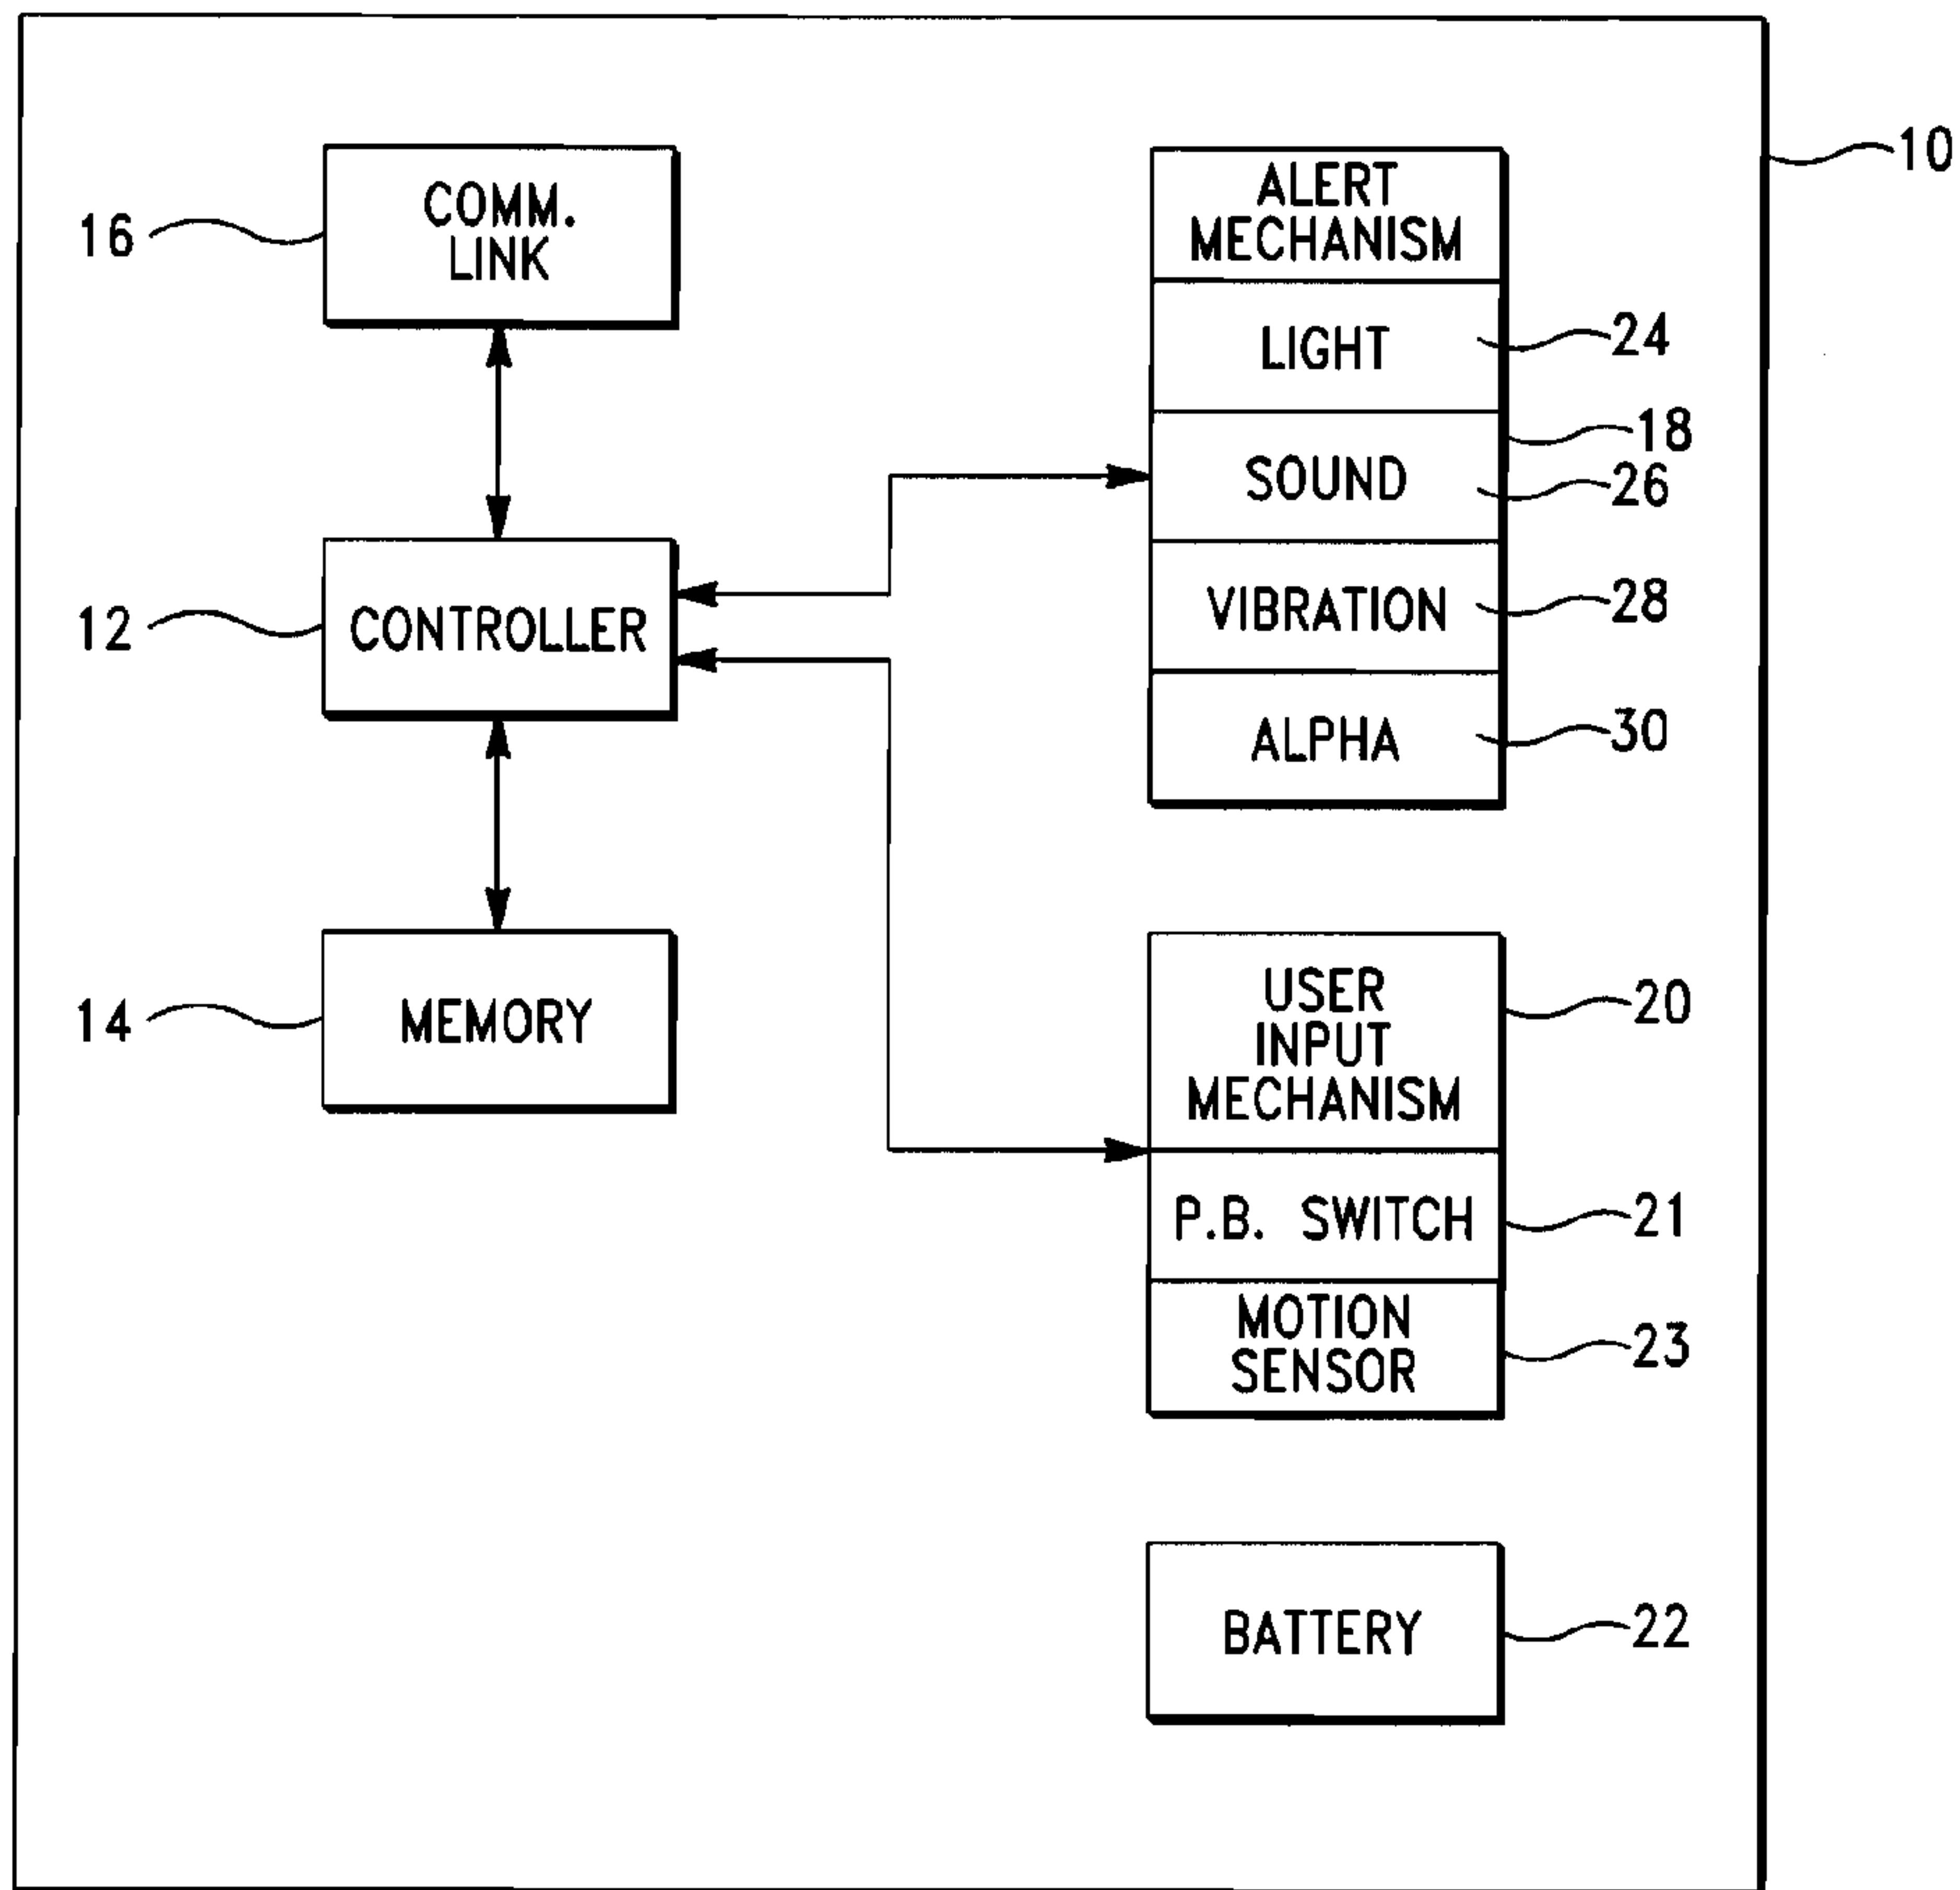 10
16
COMM.
LINK
ALERT
MECHANISM
LIGHT
24
18
SOUND
26
12
CONTROLLER
VIBRATION
28
ALPHA
30
14
MEMORY
USER
INPUT
MECHANISM
20
P.B. SWITCH
21
MOTION
SENSOR
23
BATTERY
22